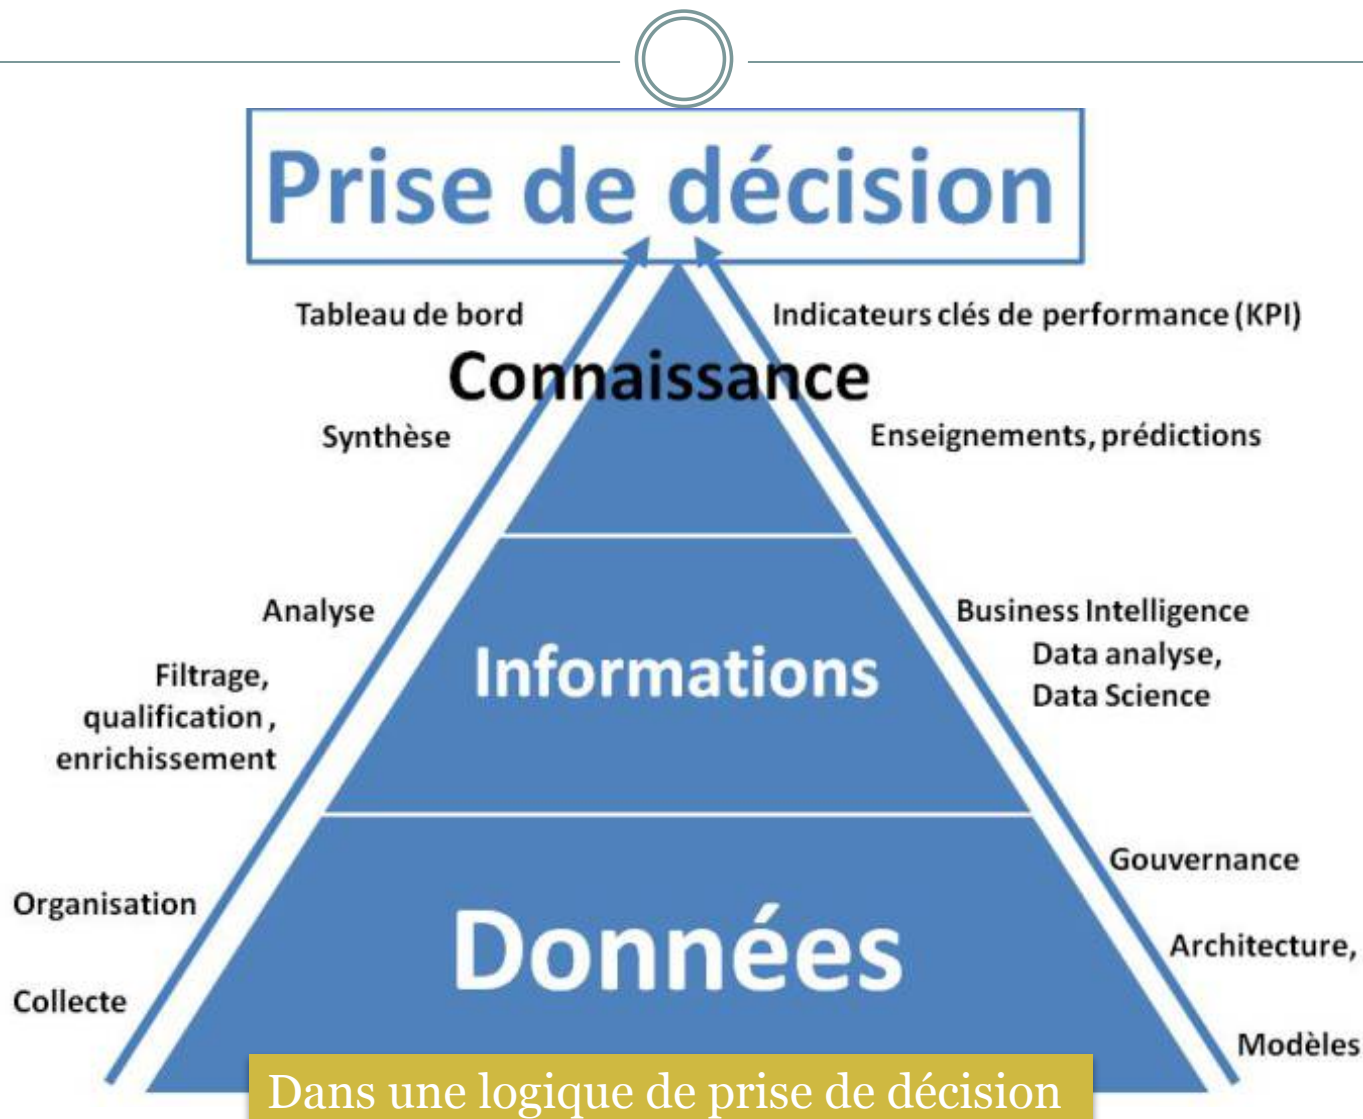 Prise de décision
Tableau de bord
Indicateurs clés de performance (KPI)
Connaissance
Synthèse
Enseignements, prédictions
Analyse
Business Intelligence
Data analyse,
Data Science
Filtrage,
qualification ,
enrichissement
Informations
Gouvernance
Organisation
Données
Architecture,
Collecte
Modèles
Dans une logique de prise de décision